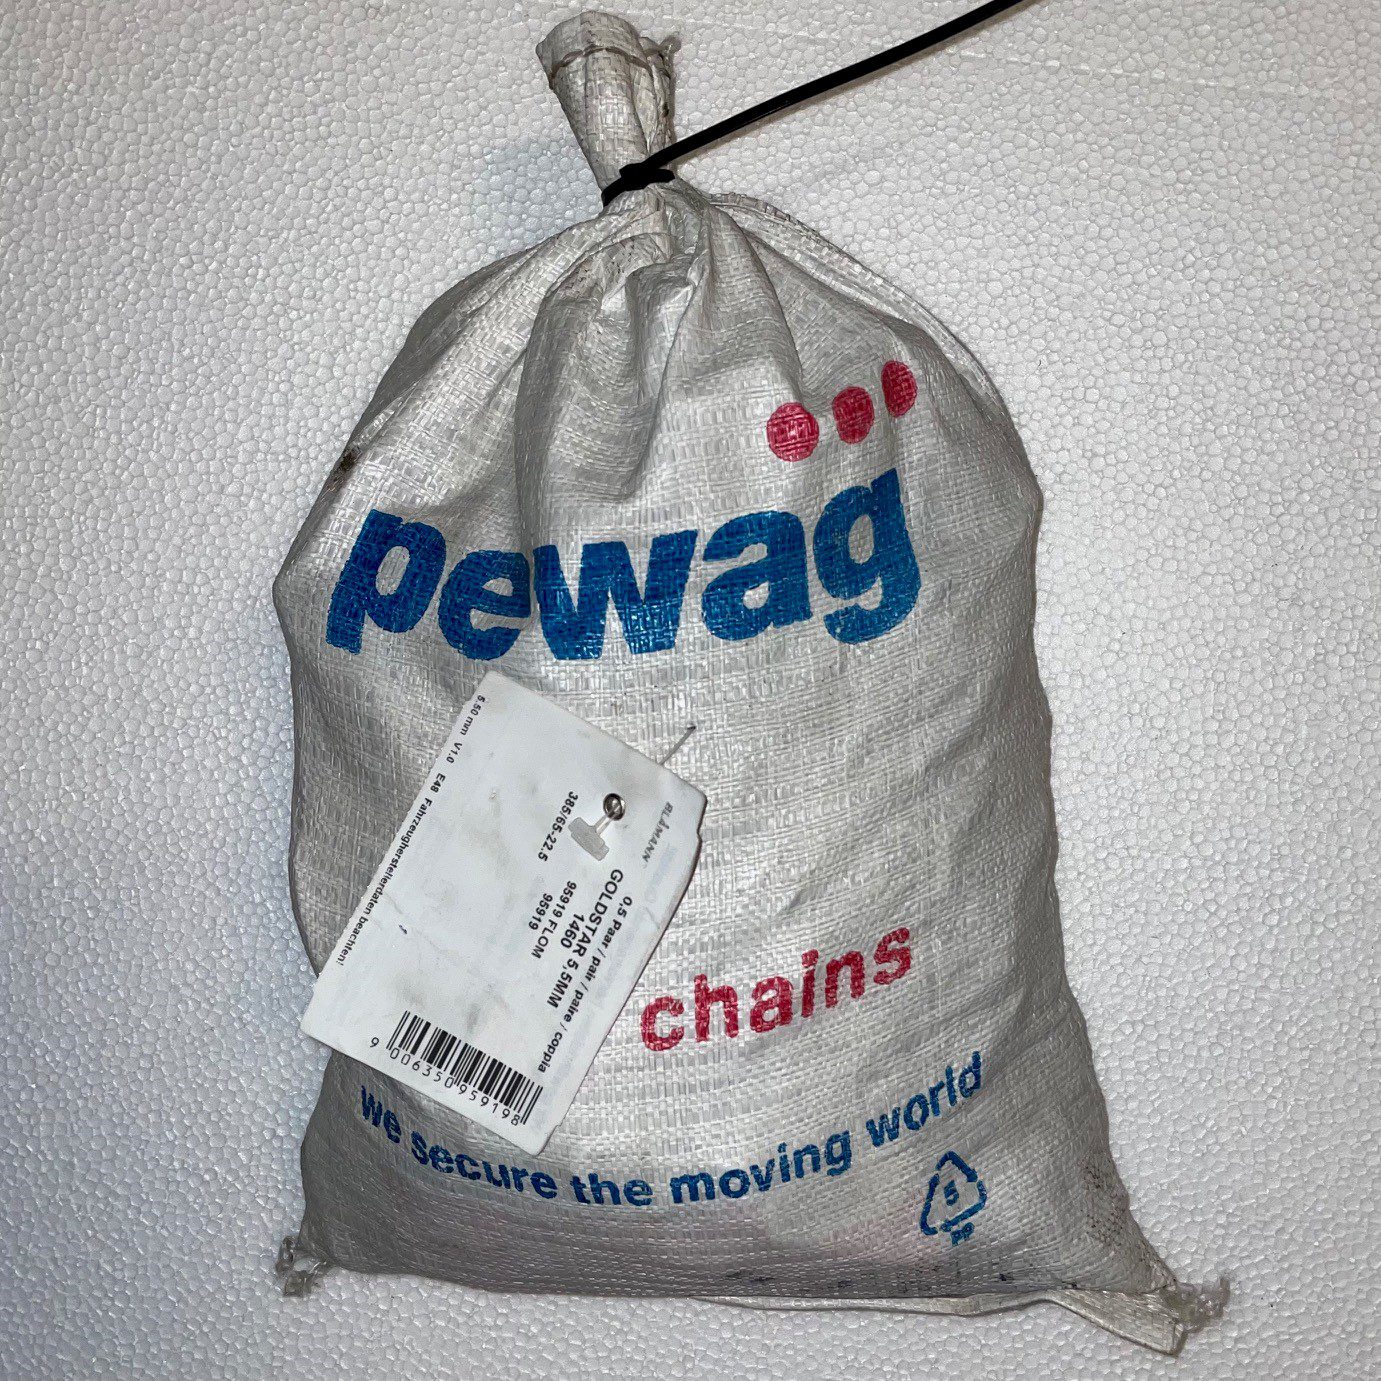 pewag
BLÅMANN
0,5 Paar / pair / paire / coppia
GOLDSTAR 5,5MM
1460
95919 FLOM
95919
385/65-22.5
5.50 mm V1.0 E48 Fahrzeugherstellerdaten beachten!
9 006350 959198
chains
we secure the moving world
5
PP